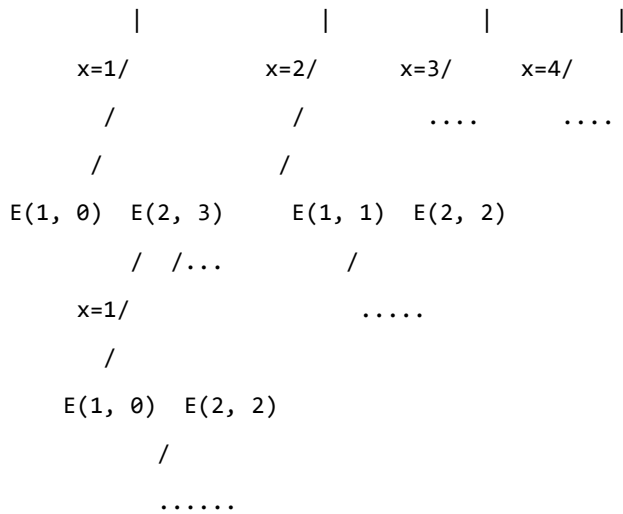 | | | |
x=1/ x=2/ x=3/ x=4/
/ / .... ....
/ /
E(1, 0) E(2, 3) E(1, 1) E(2, 2)
/ /... /
x=1/ .....
/
E(1, 0) E(2, 2)
/
......